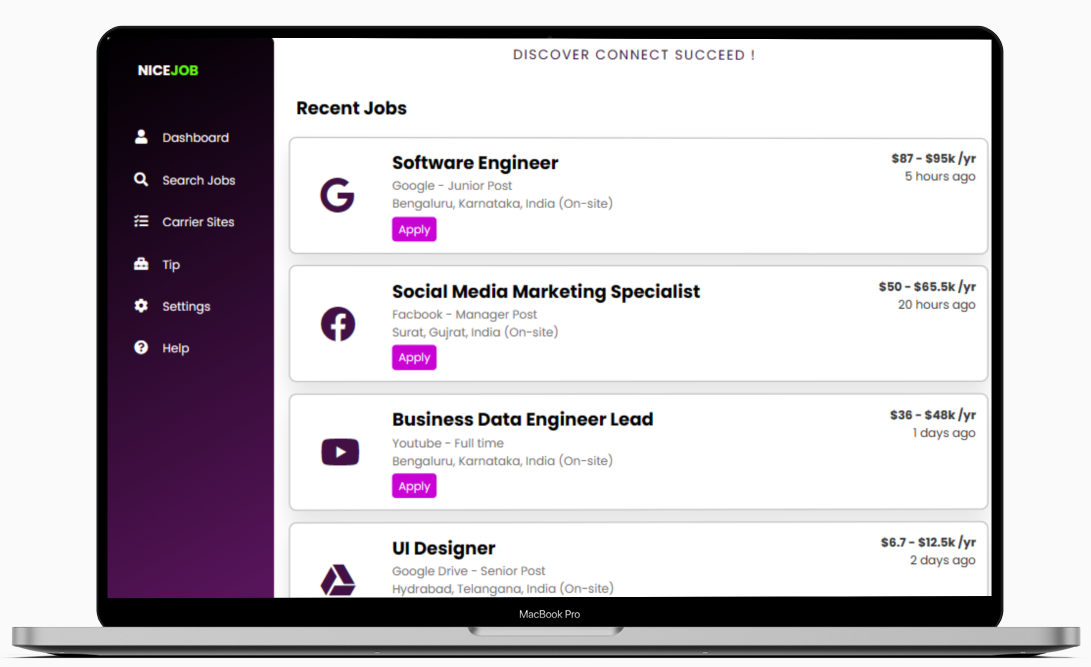 DISCOVER CONNECT SUCCEED !
NICEJOB
Dashboard
Search Jobs
Carrier Sites
Tip
Settings
Help
Recent Jobs
Software Engineer
Google - Junior Post
Bengaluru, Karnataka, India (On-site)
Apply
$87 - $95k /yr
5 hours ago
Social Media Marketing Specialist
Facbook - Manager Post
Surat, Gujrat, India (On-site)
Apply
$50 - $65.5k /yr
20 hours ago
Business Data Engineer Lead
Youtube - Full time
Bengaluru, Karnataka, India (On-site)
Apply
$36 - $48k /yr
1 days ago
UI Designer
Google Drive - Senior Post
Hydrabad, Telangana, India (On-site)
$6.7 - $12.5k /yr
2 days ago
MacBook Pro